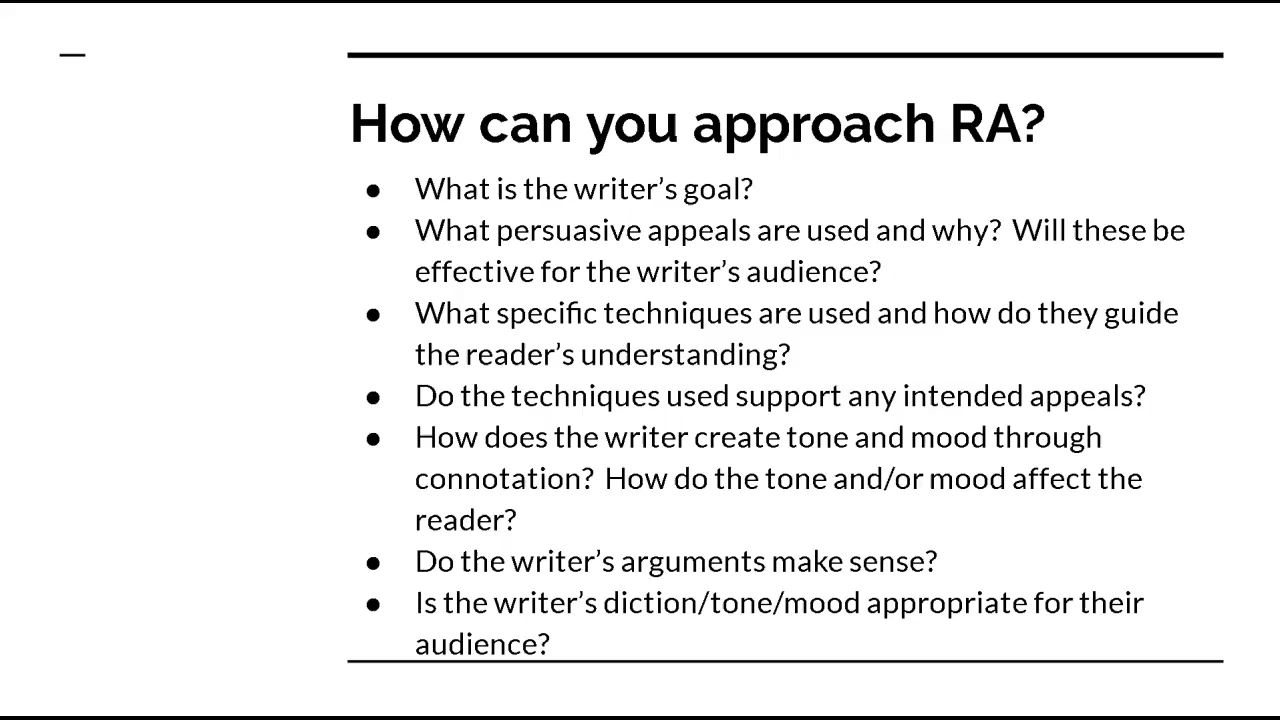 How can you approach RA?
● What is the writer’s goal?
● What persuasive appeals are used and why?  Will these be
effective for the writer’s audience?
● What specific techniques are used and how do they guide
the reader’s understanding?
● Do the techniques used support any intended appeals?
● How does the writer create tone and mood through
connotation?  How do the tone and/or mood affect the
reader?
● Do the writer’s arguments make sense?
● Is the writer’s diction/tone/mood appropriate for their
audience?